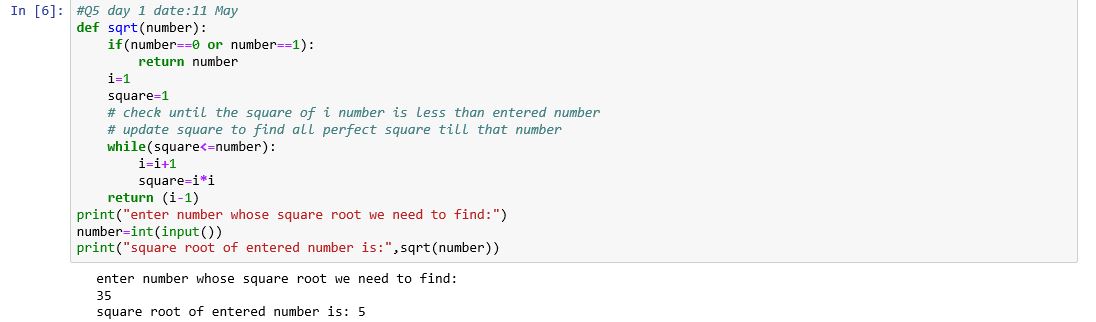 In [6]: #Q5 day 1 date:11 May
def sqrt(number):
    if(number==0 or number==1):
        return number
    i=1
    square=1
    # check until the square of i number is less than entered number
    # update square to find all perfect square till that number
    while(square<=number):
        i=i+1
        square=i*i
    return (i-1)
print("enter number whose square root we need to find:")
number=int(input())
print("square root of entered number is:",sqrt(number))
enter number whose square root we need to find:
35
square root of entered number is: 5